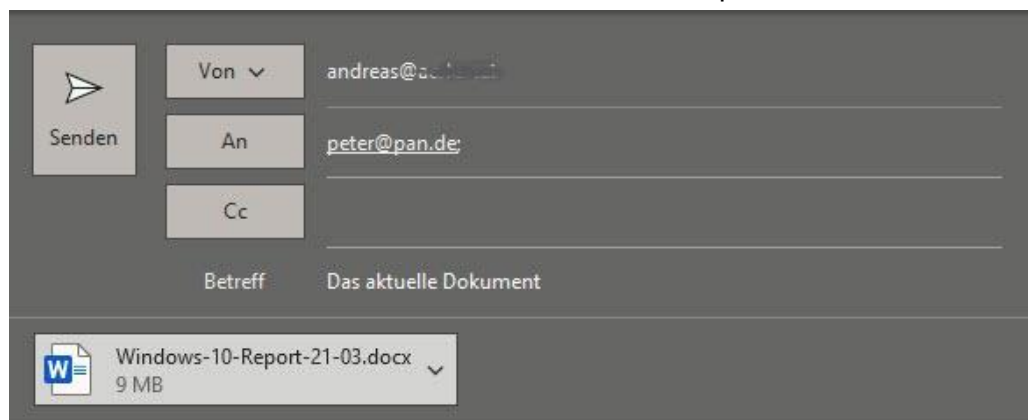 Von
andreas@
Senden
An
peter@pan.de;
Cc
Betreff Das aktuelle Dokument
Windows-10-Report-21-03.docx
9 MB